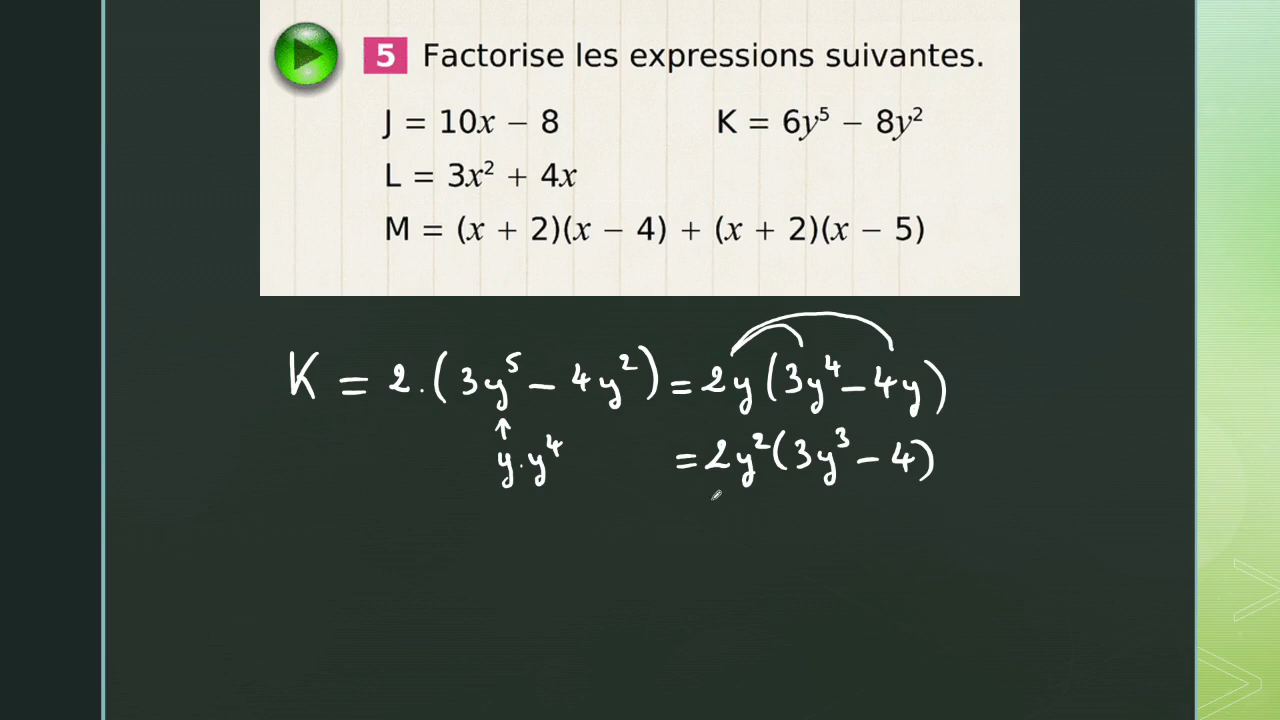 5 Factorise les expressions suivantes.
J = 10x − 8 K = 6y⁵ − 8y²
L = 3x² + 4x
M = (x + 2)(x − 4) + (x + 2)(x − 5)
K = 2.(3y⁵ − 4y²) = 2y(3y⁴ − 4y)
↑
y.y⁴ = 2y²(3y³ − 4)